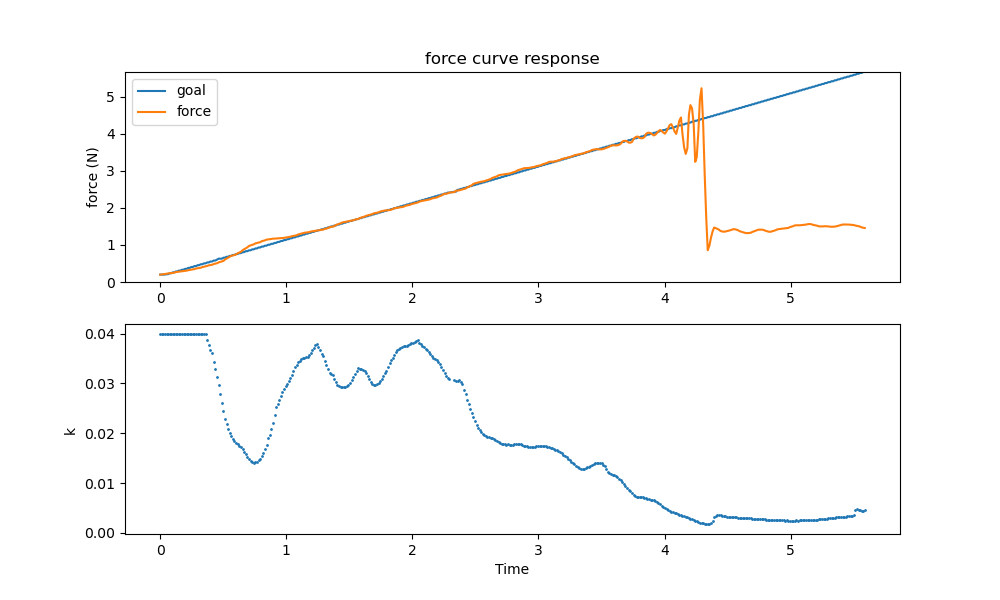 force curve response
goal
force
force (N)
5
4
3
2
1
0
0 1 2 3 4 5
k
0.04
0.03
0.02
0.01
0.00
0 1 2 3 4 5
Time